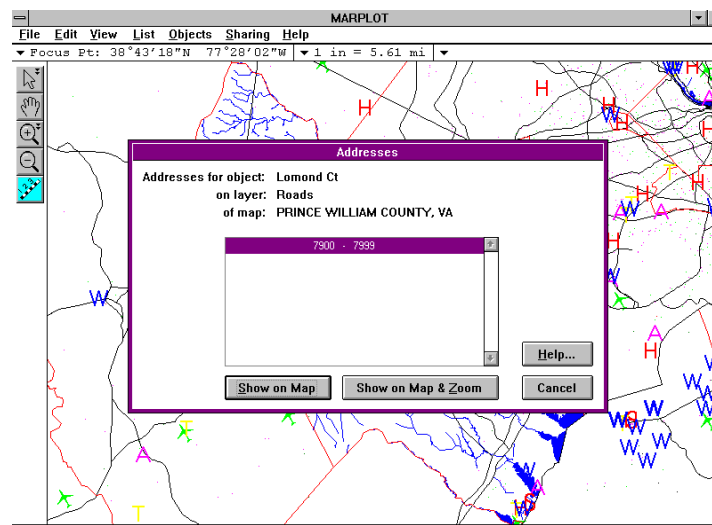 MARPLOT
File Edit View List Objects Sharing Help
Focus Pt: 38°43'18"N 77°28'02"W 1 in = 5.61 mi
Addresses
Addresses for object: Lomond Ct
on layer: Roads
of map: PRINCE WILLIAM COUNTY, VA
7900 - 7999
Help...
Show on Map Show on Map & Zoom Cancel